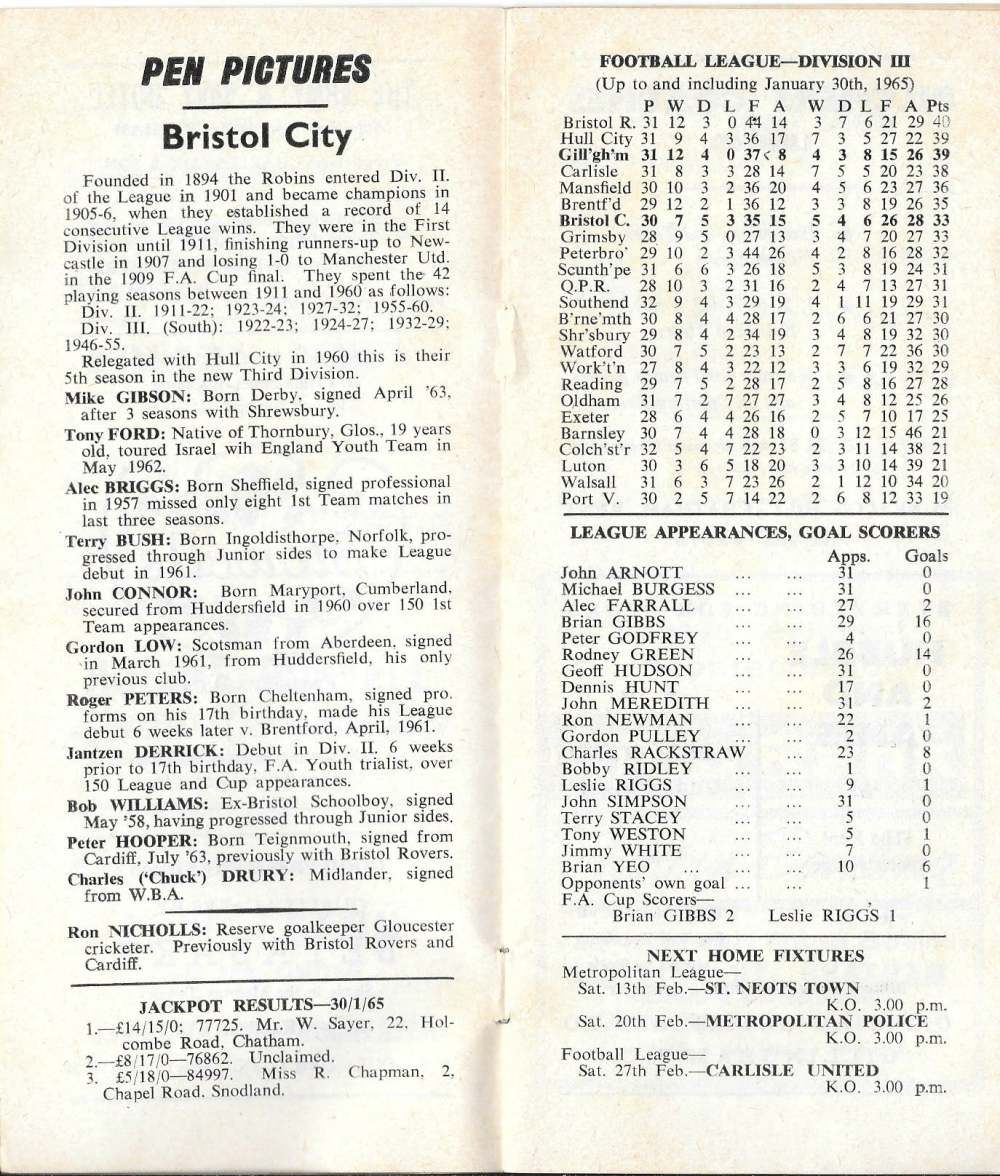 PEN PICTURES
Bristol City
Founded in 1894 the Robins entered Div. II.
of the League in 1901 and became champions in
1905-6, when they established a record of 14
consecutive League wins. They were in the First
Division until 1911, finishing runners-up to New-
castle in 1907 and losing 1-0 to Manchester Utd.
in the 1909 F.A. Cup final. They spent the 42
playing seasons between 1911 and 1960 as follows:
Div. II. 1911-22; 1923-24; 1927-32; 1955-60.
Div. III. (South): 1922-23; 1924-27; 1932-29;
1946-55.
Relegated with Hull City in 1960 this is their
5th season in the new Third Division.
Mike GIBSON: Born Derby, signed April '63,
after 3 seasons with Shrewsbury.
Tony FORD: Native of Thornbury, Glos., 19 years
old, toured Israel wih England Youth Team in
May 1962.
Alec BRIGGS: Born Sheffield, signed professional
in 1957 missed only eight 1st Team matches in
last three seasons.
Terry BUSH: Born Ingoldisthorpe, Norfolk, pro-
gressed through Junior sides to make League
debut in 1961.
John CONNOR: Born Maryport, Cumberland,
secured from Huddersfield in 1960 over 150 1st
Team appearances.
Gordon LOW: Scotsman from Aberdeen, signed
in March 1961, from Huddersfield, his only
previous club.
Roger PETERS: Born Cheltenham, signed pro.
forms on his 17th birthday, made his League
debut 6 weeks later v. Brentford, April, 1961.
Jantzen DERRICK: Debut in Div. II. 6 weeks
prior to 17th birthday, F.A. Youth trialist, over
150 League and Cup appearances.
Bob WILLIAMS: Ex-Bristol Schoolboy, signed
May '58, having progressed through Junior sides.
Peter HOOPER: Born Teignmouth, signed from
Cardiff, July '63, previously with Bristol Rovers.
Charles ('Chuck') DRURY: Midlander, signed
from W.B.A.
Ron NICHOLLS: Reserve goalkeeper Gloucester
cricketer. Previously with Bristol Rovers and
Cardiff.
JACKPOT RESULTS—30/1/65
1.—£14/15/0; 77725. Mr. W. Sayer, 22, Hol-
combe Road, Chatham.
2.—£8/17/0—76862. Unclaimed.
3. £5/18/0—84997. Miss R. Chapman, 2,
Chapel Road, Snodland.
FOOTBALL LEAGUE—DIVISION III
(Up to and including January 30th, 1965)
P W D L F A W D L F A Pts
Bristol R. 31 12 3 0 44 14 3 7 6 21 29 40
Hull City 31 9 4 3 36 17 7 3 5 27 22 39
Gill'gh'm 31 12 4 0 37 8 4 3 8 15 26 39
Carlisle 31 8 3 3 28 14 7 5 5 20 23 38
Mansfield 30 10 3 2 36 20 4 5 6 23 27 36
Brentf'd 29 12 2 1 36 12 3 3 8 19 26 35
Bristol C. 30 7 5 3 35 15 5 4 6 26 28 33
Grimsby 28 9 5 0 27 13 3 4 7 20 27 33
Peterbro' 29 10 2 3 44 26 4 2 8 16 28 32
Scunth'pe 31 6 6 3 26 18 5 3 8 19 24 31
Q.P.R. 28 10 3 2 31 16 2 4 7 13 27 31
Southend 32 9 4 3 29 19 4 1 11 19 29 31
B'rne'mth 30 8 4 4 28 17 2 6 6 21 27 30
Shr'sbury 29 8 4 2 34 19 3 4 8 19 32 30
Watford 30 7 5 2 23 13 2 7 7 22 36 30
Work't'n 27 8 4 3 22 12 3 3 6 19 32 29
Reading 29 7 5 2 28 17 2 5 8 16 27 28
Oldham 31 7 2 7 27 27 3 4 8 12 25 26
Exeter 28 6 4 4 26 16 2 5 7 10 17 25
Barnsley 30 7 4 4 28 18 0 3 12 15 46 21
Colch'st'r 32 5 4 7 22 23 2 3 11 14 38 21
Luton 30 3 6 5 18 20 3 3 10 14 39 21
Walsall 31 6 3 7 23 26 2 1 12 10 34 20
Port V. 30 2 5 7 14 22 2 6 8 12 33 19
LEAGUE APPEARANCES, GOAL SCORERS
Apps. Goals
John ARNOTT ... ... 31 0
Michael BURGESS ... ... 31 0
Alec FARRALL ... ... 27 2
Brian GIBBS ... ... 29 16
Peter GODFREY ... ... 4 0
Rodney GREEN ... ... 26 14
Geoff HUDSON ... ... 31 0
Dennis HUNT ... ... 17 0
John MEREDITH ... ... 31 2
Ron NEWMAN ... ... 22 1
Gordon PULLEY ... ... 2 0
Charles RACKSTRAW ... 23 8
Bobby RIDLEY ... ... 1 0
Leslie RIGGS ... ... 9 1
John SIMPSON ... ... 31 0
Terry STACEY ... ... 5 0
Tony WESTON ... ... 5 1
Jimmy WHITE ... ... 7 0
Brian YEO ... ... ... 10 6
Opponents' own goal ... ... 1
F.A. Cup Scorers—
Brian GIBBS 2 Leslie RIGGS 1
NEXT HOME FIXTURES
Metropolitan League—
Sat. 13th Feb.—ST. NEOTS TOWN
K.O. 3.00 p.m.
Sat. 20th Feb.—METROPOLITAN POLICE
K.O. 3.00 p.m.
Football League—
Sat. 27th Feb.—CARLISLE UNITED
K.O. 3.00 p.m.